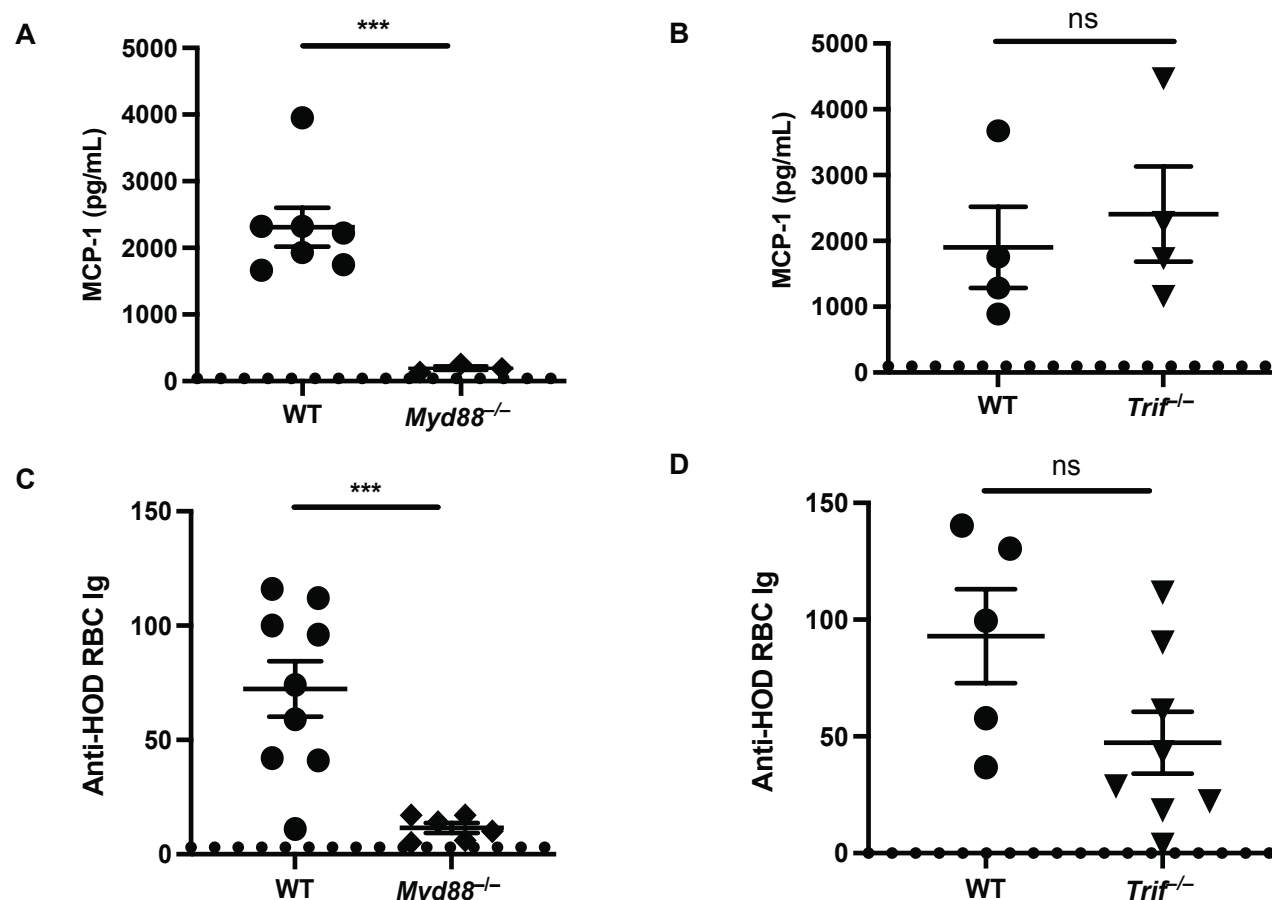 A
***
MCP-1 (pg/mL)
5000
4000
3000
2000
1000
0
WT
Myd88–/–
B
ns
MCP-1 (pg/mL)
5000
4000
3000
2000
1000
0
WT
Trif–/–
C
***
Anti-HOD RBC Ig
150
100
50
0
WT
Myd88–/–
D
ns
Anti-HOD RBC Ig
150
100
50
0
WT
Trif–/–